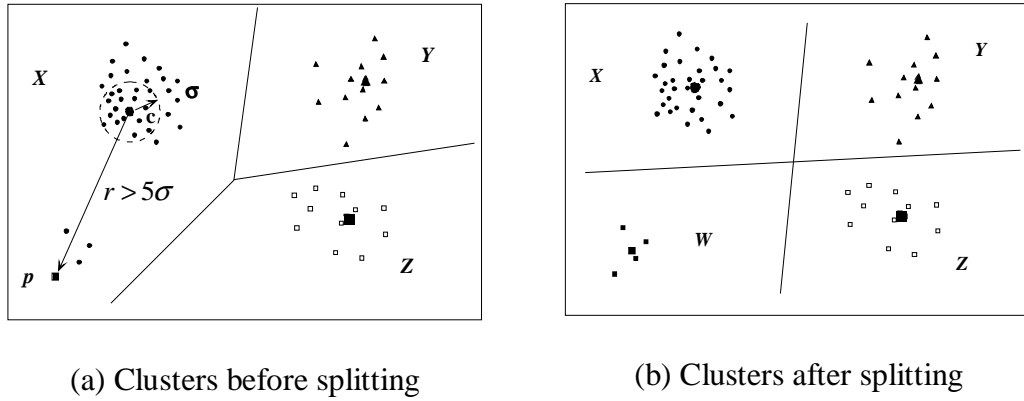 X
σ
c
r > 5σ
p
Y
Z
X
Y
W
Z
(a) Clusters before splitting
(b) Clusters after splitting